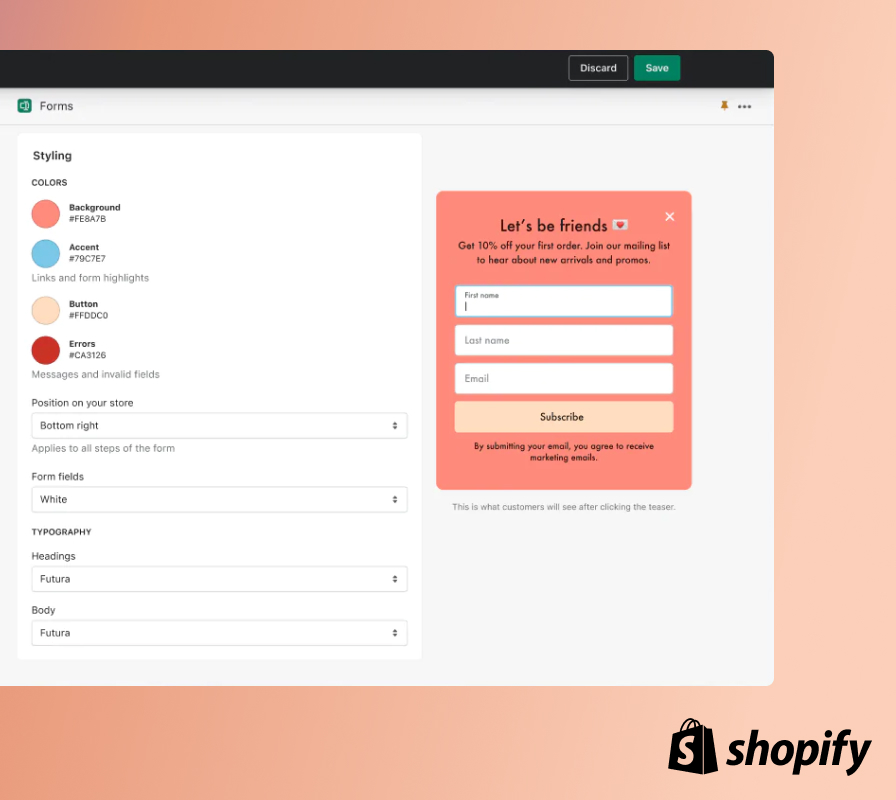 Discard
Save
Forms
Styling
COLORS
Background
#FE8A7B
Accent
#79C7E7
Links and form highlights
Button
#FFDDC0
Errors
#CA3126
Messages and invalid fields
Position on your store
Bottom right
Applies to all steps of the form
Form fields
White
TYPOGRAPHY
Headings
Futura
Body
Futura
Let's be friends 💌
Get 10% off your first order. Join our mailing list
to hear about new arrivals and promos.
First name
Last name
Email
Subscribe
By submitting your email, you agree to receive
marketing emails.
This is what customers will see after clicking the teaser.
shopify